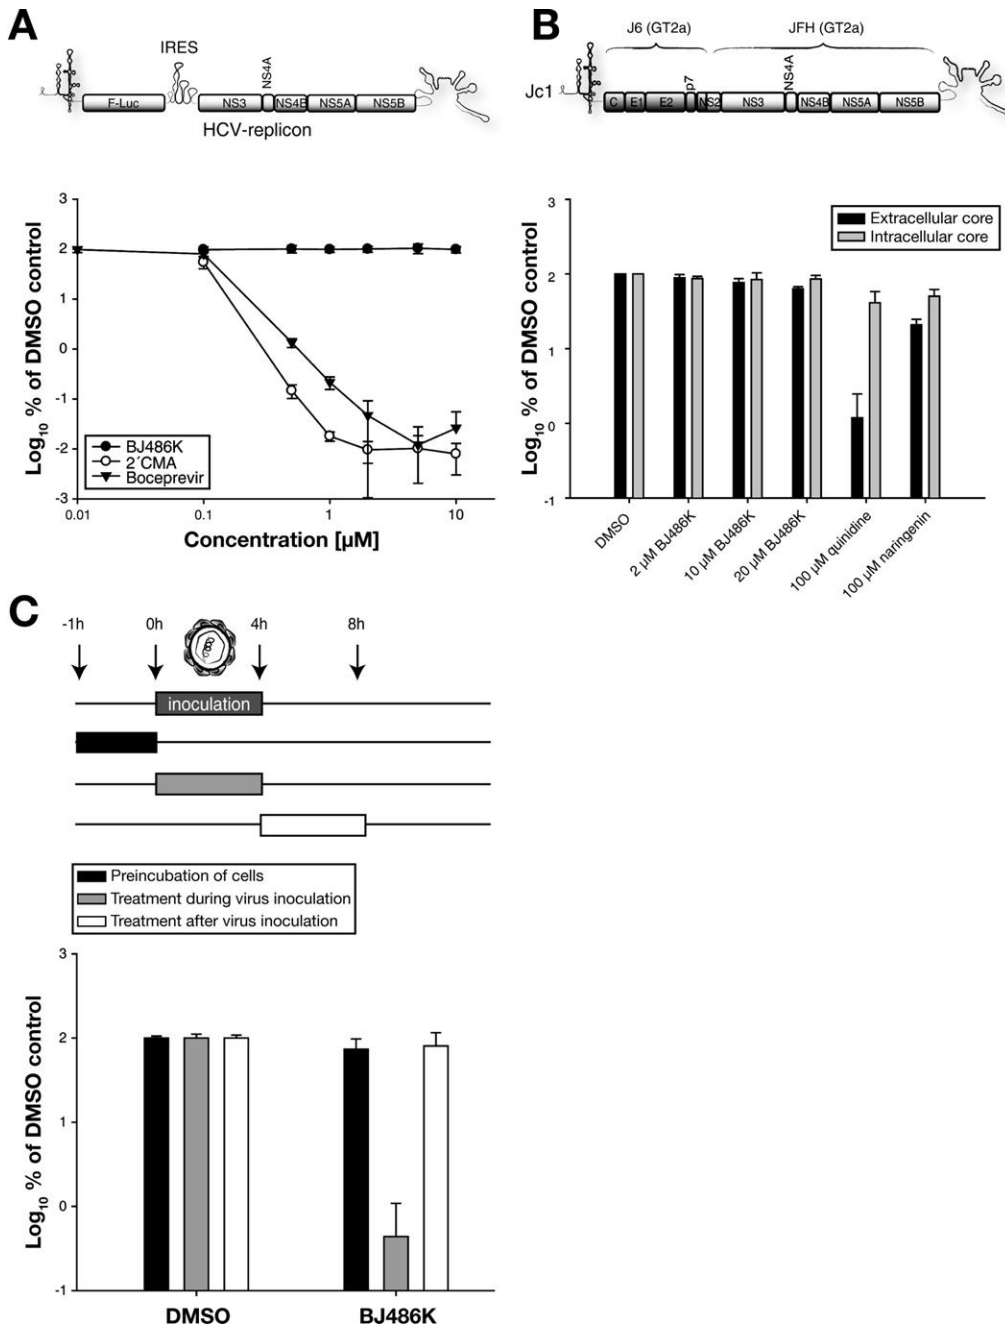 A
IRES
NS4A
F-Luc
NS3
NS4B
NS5A
NS5B
HCV-replicon
Log10 % of DMSO control
3
2
1
0
-1
-2
-3
BJ486K
2´CMA
Boceprevir
0.01
0.1
1
10
Concentration [µM]
B
J6 (GT2a)
JFH (GT2a)
Jc1
p7
NS4A
C
E1
E2
NS2
NS3
NS4B
NS5A
NS5B
Log10 % of DMSO control
3
2
1
0
-1
Extracellular core
Intracellular core
DMSO
2 µM BJ486K
10 µM BJ486K
20 µM BJ486K
100 µM quinidine
100 µM naringenin
C
-1h
0h
4h
8h
inoculation
Preincubation of cells
Treatment during virus inoculation
Treatment after virus inoculation
Log10 % of DMSO control
3
2
1
0
-1
DMSO
BJ486K